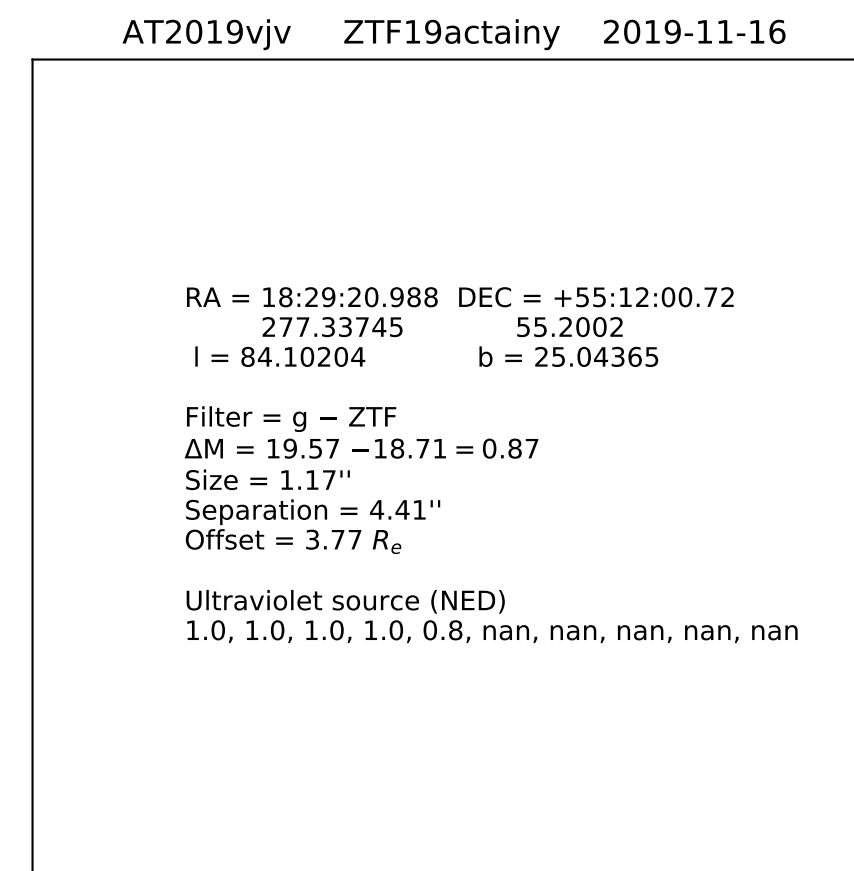 AT2019vjv ZTF19actainy 2019-11-16
RA = 18:29:20.988 DEC = +55:12:00.72
277.33745 55.2002
l = 84.10204 b = 25.04365
Filter = g − ZTF
ΔM = 19.57 −18.71 = 0.87
Size = 1.17''
Separation = 4.41''
Offset = 3.77 Rₑ
Ultraviolet source (NED)
1.0, 1.0, 1.0, 1.0, 0.8, nan, nan, nan, nan, nan